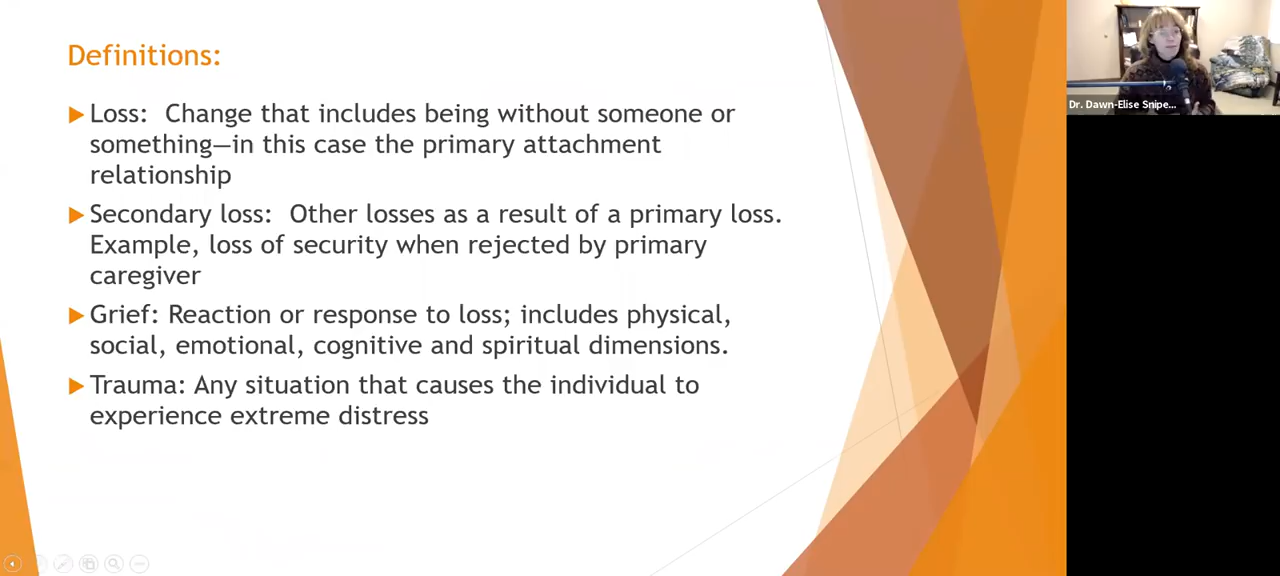 Definitions:
Loss:  Change that includes being without someone or
something—in this case the primary attachment
relationship
Secondary loss:  Other losses as a result of a primary loss.
Example, loss of security when rejected by primary
caregiver
Grief: Reaction or response to loss; includes physical,
social, emotional, cognitive and spiritual dimensions.
Trauma: Any situation that causes the individual to
experience extreme distress
Dr. Dawn-Elise Snipe...